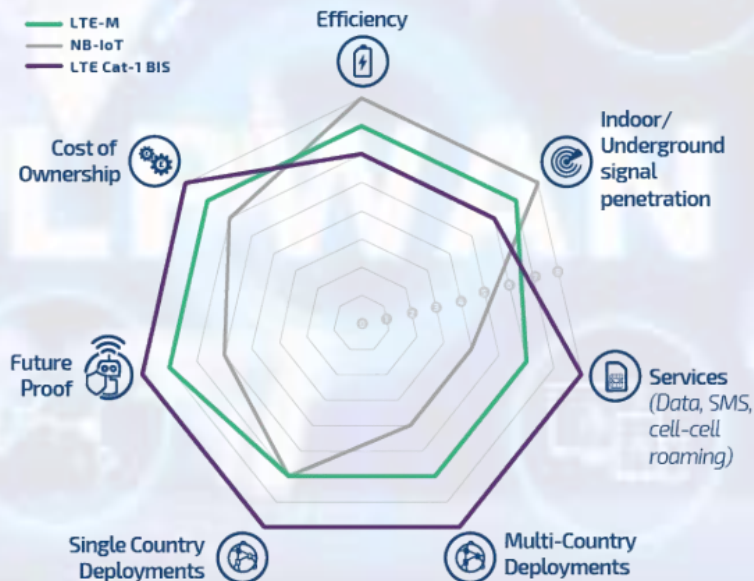 LTE-M
NB-IoT
LTE Cat-1 BIS
Efficiency
Cost of
Ownership
Indoor/
Underground
signal
penetration
Future
Proof
Services
(Data, SMS,
cell-cell
roaming)
Single Country
Deployments
Multi-Country
Deployments